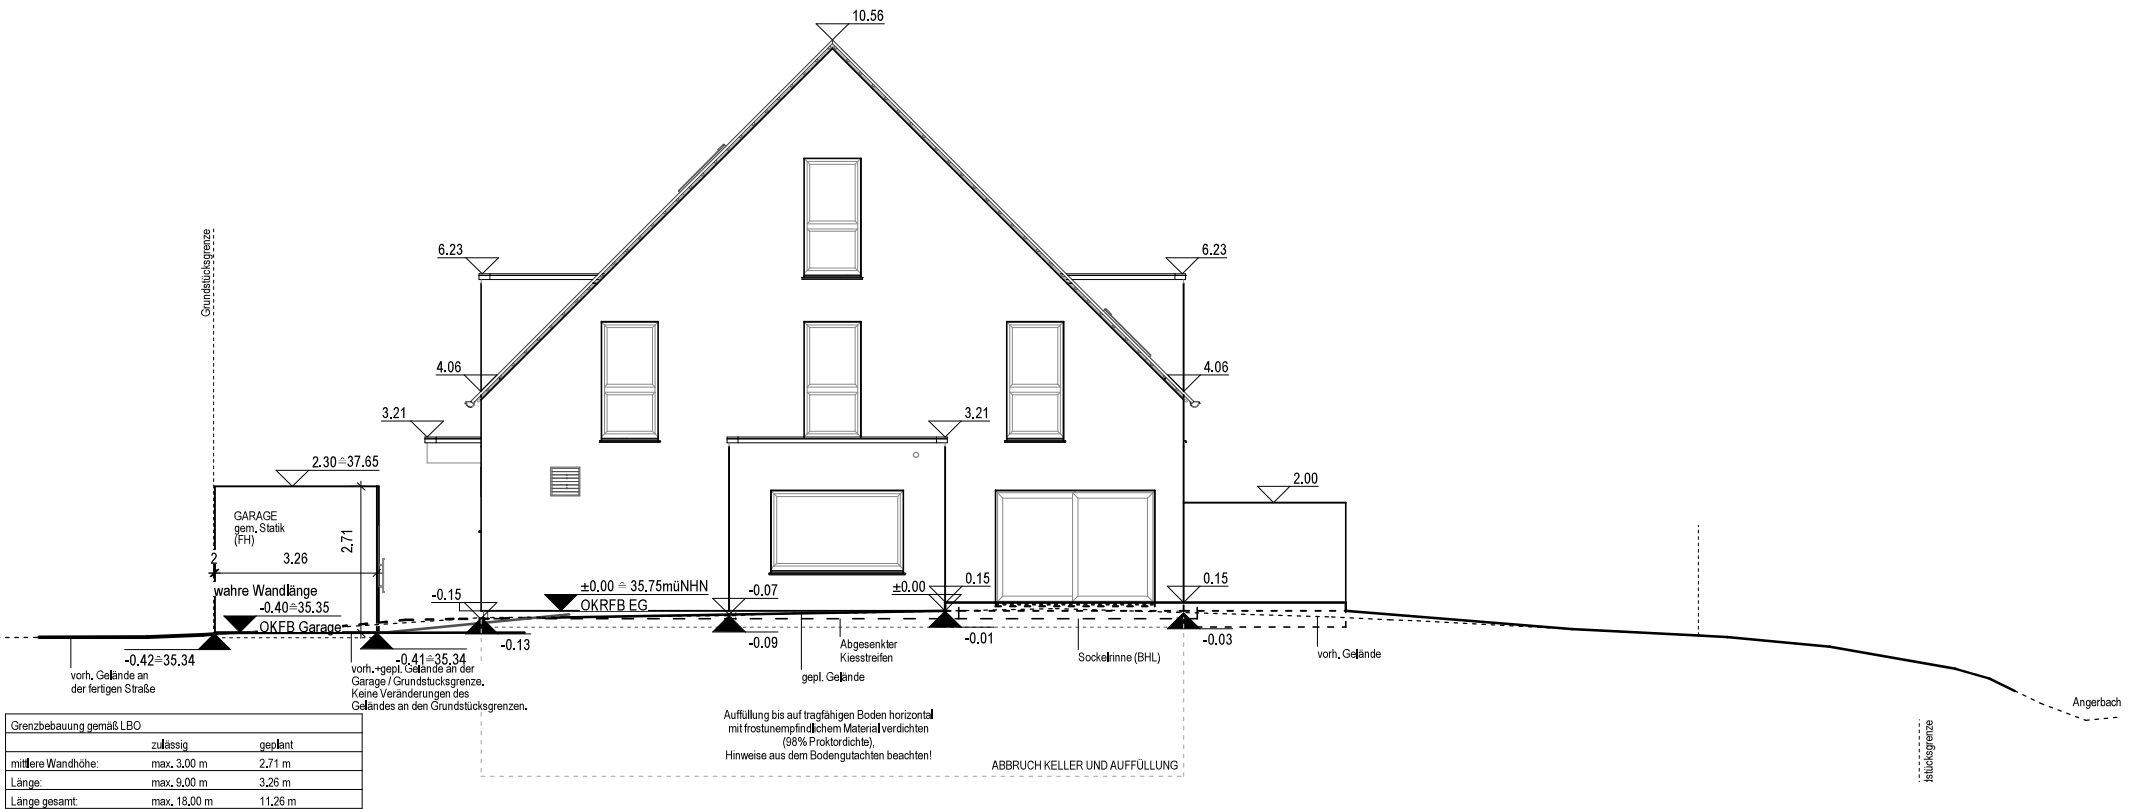 10.56
Grundstücksgrenze
6.23
6.23
4.06
4.06
3.21
3.21
2.30≙37.65
2.00
GARAGE
gem. Statik
(FH)
2.71
2
3.26
wahre Wandlänge
-0.40≙35.35
OKFB Garage
-0.15
±0.00 ≙ 35.75müNHN
OKRFB EG
-0.07
±0.00
0.15
0.15
-0.42≙35.34
-0.41≙35.34
-0.13
-0.09
-0.01
-0.03
vorh. Gelände an
der fertigen Straße
vorh.+gepl. Gelände an der
Garage / Grundstücksgrenze.
Keine Veränderungen des
Geländes an den Grundstücksgrenzen.
gepl. Gelände
Abgesenkter
Kiesstreifen
Sockelrinne (BHL)
vorh. Gelände
Angerbach
dstücksgrenze
Auffüllung bis auf tragfähigen Boden horizontal
mit frostunempfindlichem Material verdichten
(98% Proktordichte),
Hinweise aus dem Bodengutachten beachten!
ABBRUCH KELLER UND AUFFÜLLUNG
Grenzbebauung gemäß LBO
zulässig geplant
mittlere Wandhöhe: max. 3,00 m 2,71 m
Länge: max. 9,00 m 3,26 m
Länge gesamt: max. 18,00 m 11,26 m